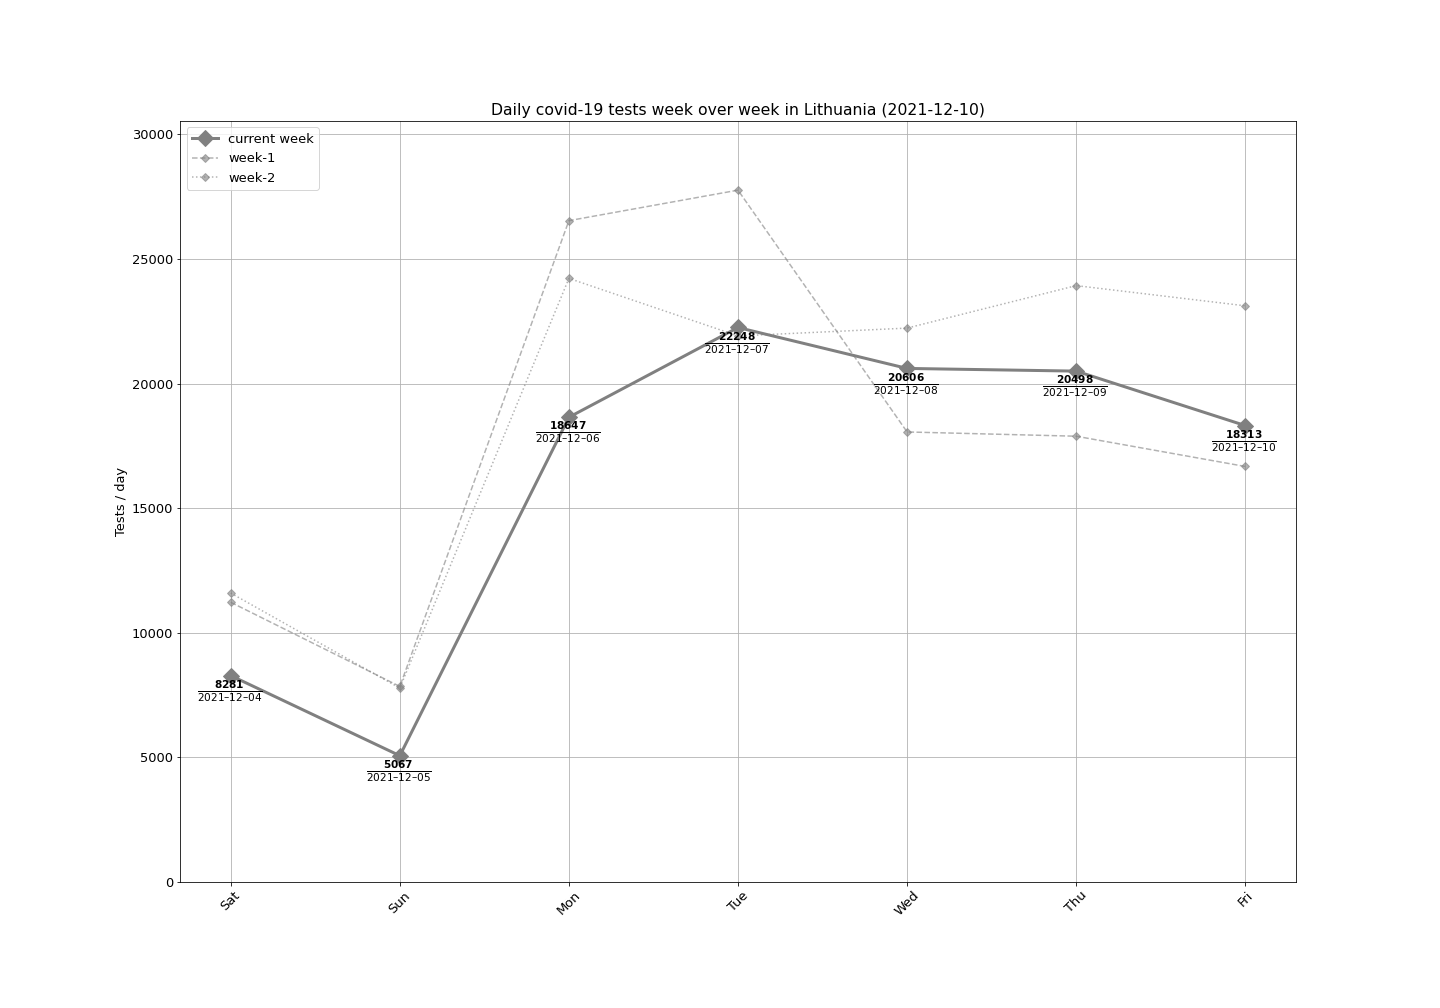 Daily covid-19 tests week over week in Lithuania (2021-12-10)
current week
week-1
week-2
Tests / day
30000
25000
20000
15000
10000
5000
0
8281
2021-12-04
5067
2021-12-05
18647
2021-12-06
22248
2021-12-07
20606
2021-12-08
20498
2021-12-09
18313
2021-12-10
Sat
Sun
Mon
Tue
Wed
Thu
Fri